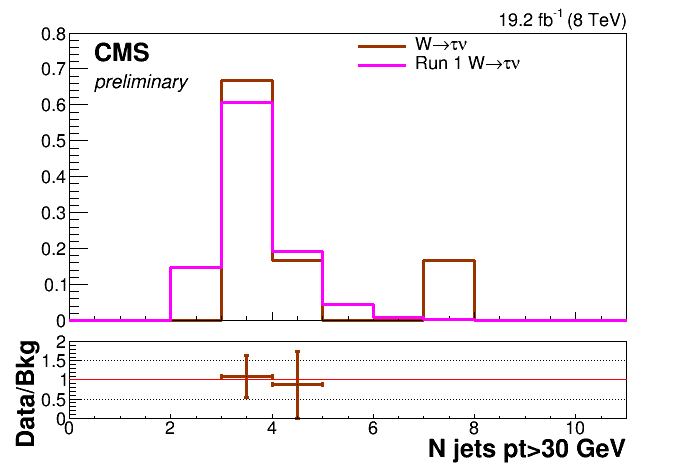 19.2 fb⁻¹ (8 TeV)
CMS
preliminary
W→τν
Run 1 W→τν
0.8
0.7
0.6
0.5
0.4
0.3
0.2
0.1
0
Data/Bkg
2
1.5
1
0.5
0
0 2 4 6 8 10
N jets pt>30 GeV